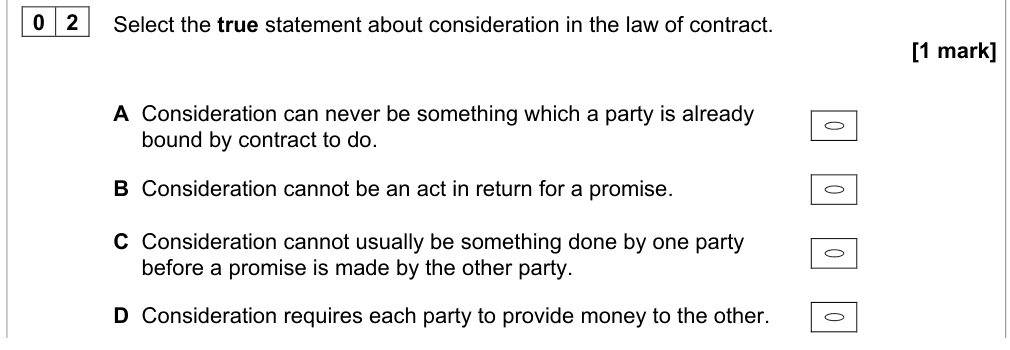 0 2 Select the true statement about consideration in the law of contract.
[1 mark]
A Consideration can never be something which a party is already
bound by contract to do.
B Consideration cannot be an act in return for a promise.
C Consideration cannot usually be something done by one party
before a promise is made by the other party.
D Consideration requires each party to provide money to the other.